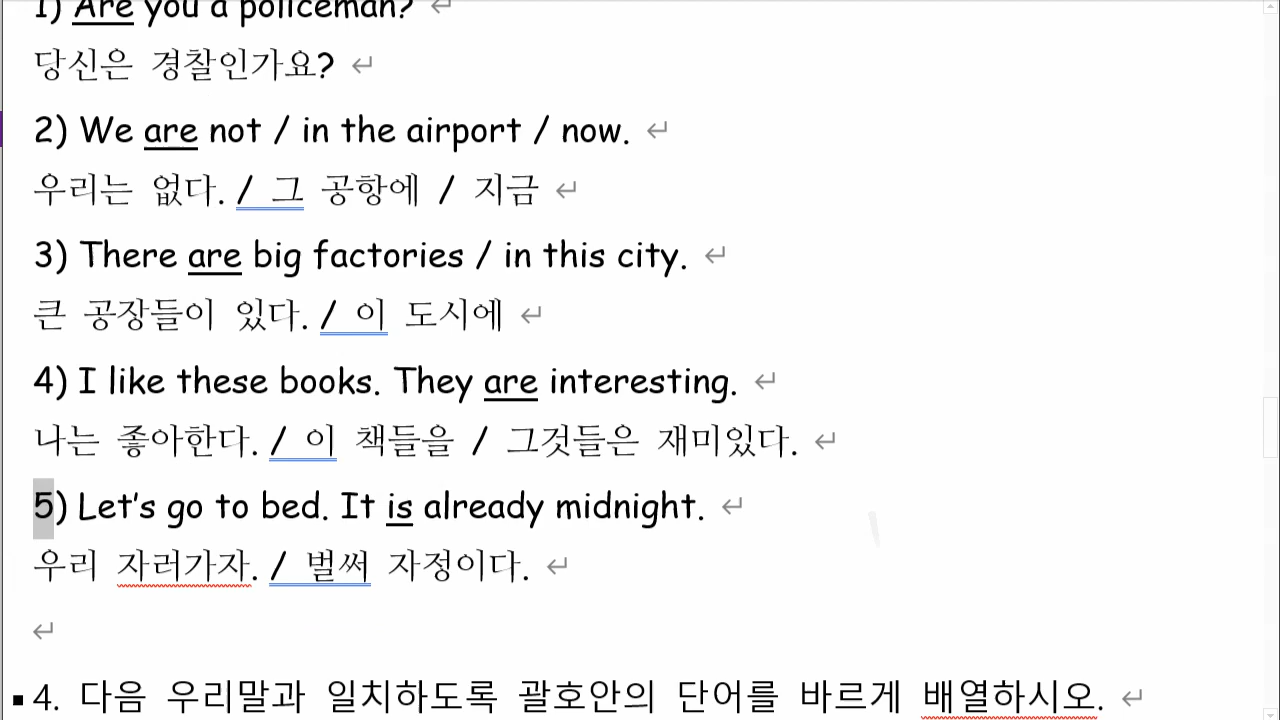 1) Are you a policeman?
당신은 경찰인가요?
2) We are not / in the airport / now.
우리는 없다. / 그 공항에 / 지금
3) There are big factories / in this city.
큰 공장들이 있다. / 이 도시에
4) I like these books. They are interesting.
나는 좋아한다. / 이 책들을 / 그것들은 재미있다.
5) Let's go to bed. It is already midnight.
우리 자러가자. / 벌써 자정이다.
4. 다음 우리말과 일치하도록 괄호안의 단어를 바르게 배열하시오.